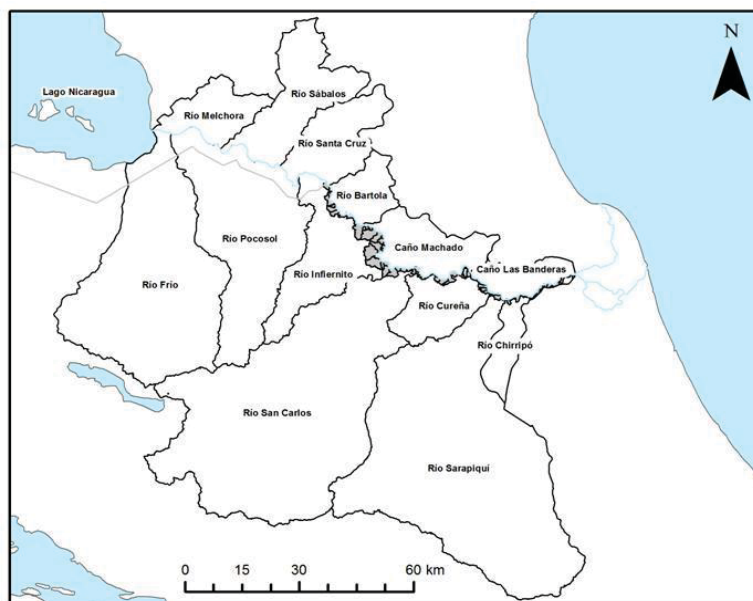 N
Lago Nicaragua
Río Sábalos
Río Melchora
Río Santa Cruz
Río Bartola
Río Pocosol
Caño Machado
Río Infiernito
Caño Las Banderas
Río Frío
Río Cureña
Río Chirripó
Río San Carlos
Río Sarapiquí
0 15 30 60 km